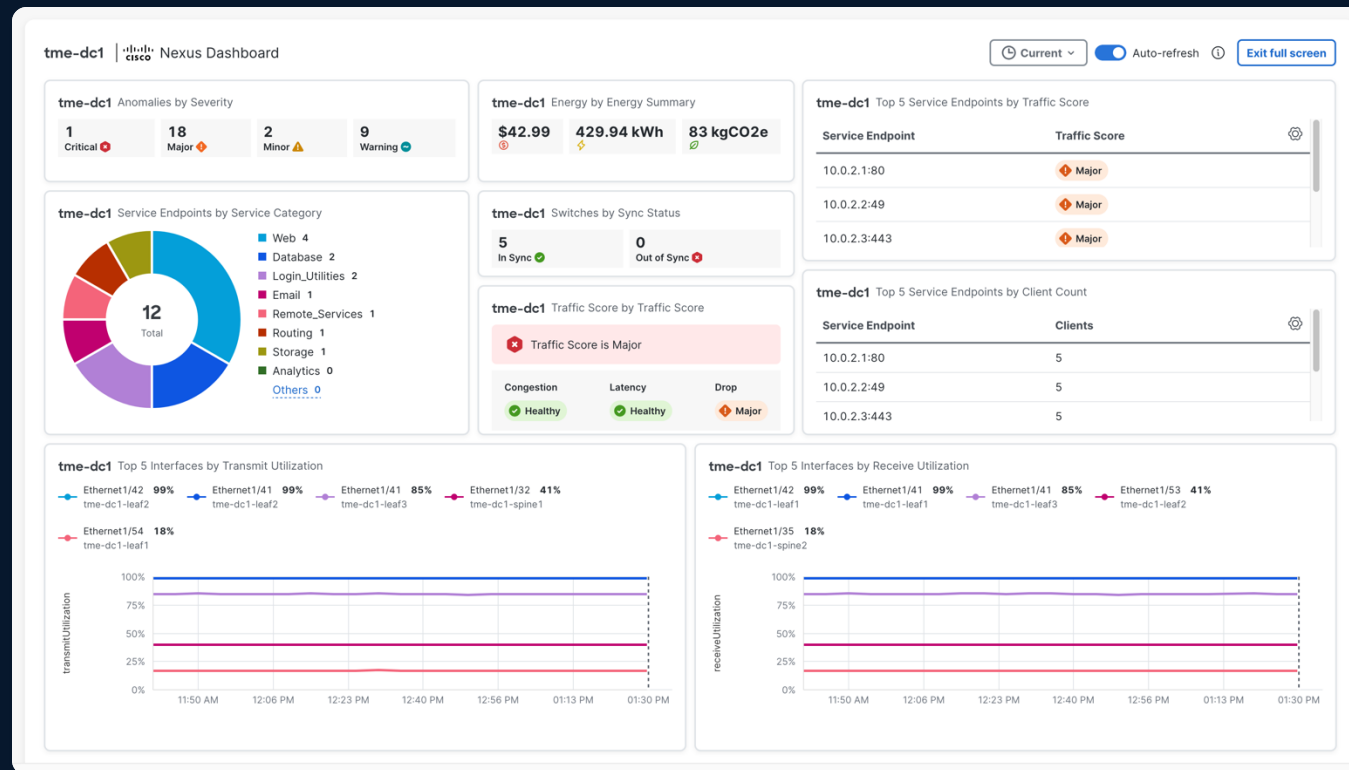 tme-dc1 cisco Nexus Dashboard
Current Auto-refresh Exit full screen
tme-dc1 Anomalies by Severity
1 18 2 9
Critical Major Minor Warning
tme-dc1 Energy by Energy Summary
$42.99 429.94 kWh 83 kgCO2e
tme-dc1 Top 5 Service Endpoints by Traffic Score
Service Endpoint Traffic Score
10.0.2.1:80 Major
10.0.2.2:49 Major
10.0.2.3:443 Major
tme-dc1 Service Endpoints by Service Category
12
Total
Web 4
Database 2
Login_Utilities 2
Email 1
Remote_Services 1
Routing 1
Storage 1
Analytics 0
Others 0
tme-dc1 Switches by Sync Status
5 0
In Sync Out of Sync
tme-dc1 Traffic Score by Traffic Score
Traffic Score is Major
Congestion Latency Drop
Healthy Healthy Major
tme-dc1 Top 5 Service Endpoints by Client Count
Service Endpoint Clients
10.0.2.1:80 5
10.0.2.2:49 5
10.0.2.3:443 5
tme-dc1 Top 5 Interfaces by Transmit Utilization
Ethernet1/42 99% Ethernet1/41 99% Ethernet1/41 85% Ethernet1/32 41%
tme-dc1-leaf2 tme-dc1-leaf2 tme-dc1-leaf3 tme-dc1-spine1
Ethernet1/54 18%
tme-dc1-leaf1
transmitUtilization
100%
75%
50%
25%
0%
11:50 AM 12:06 PM 12:23 PM 12:40 PM 12:56 PM 01:13 PM 01:30 PM
tme-dc1 Top 5 Interfaces by Receive Utilization
Ethernet1/42 99% Ethernet1/41 99% Ethernet1/41 85% Ethernet1/53 41%
tme-dc1-leaf1 tme-dc1-leaf1 tme-dc1-leaf3 tme-dc1-leaf2
Ethernet1/35 18%
tme-dc1-spine2
receiveUtilization
100%
75%
50%
25%
0%
11:50 AM 12:06 PM 12:23 PM 12:40 PM 12:56 PM 01:13 PM 01:30 PM